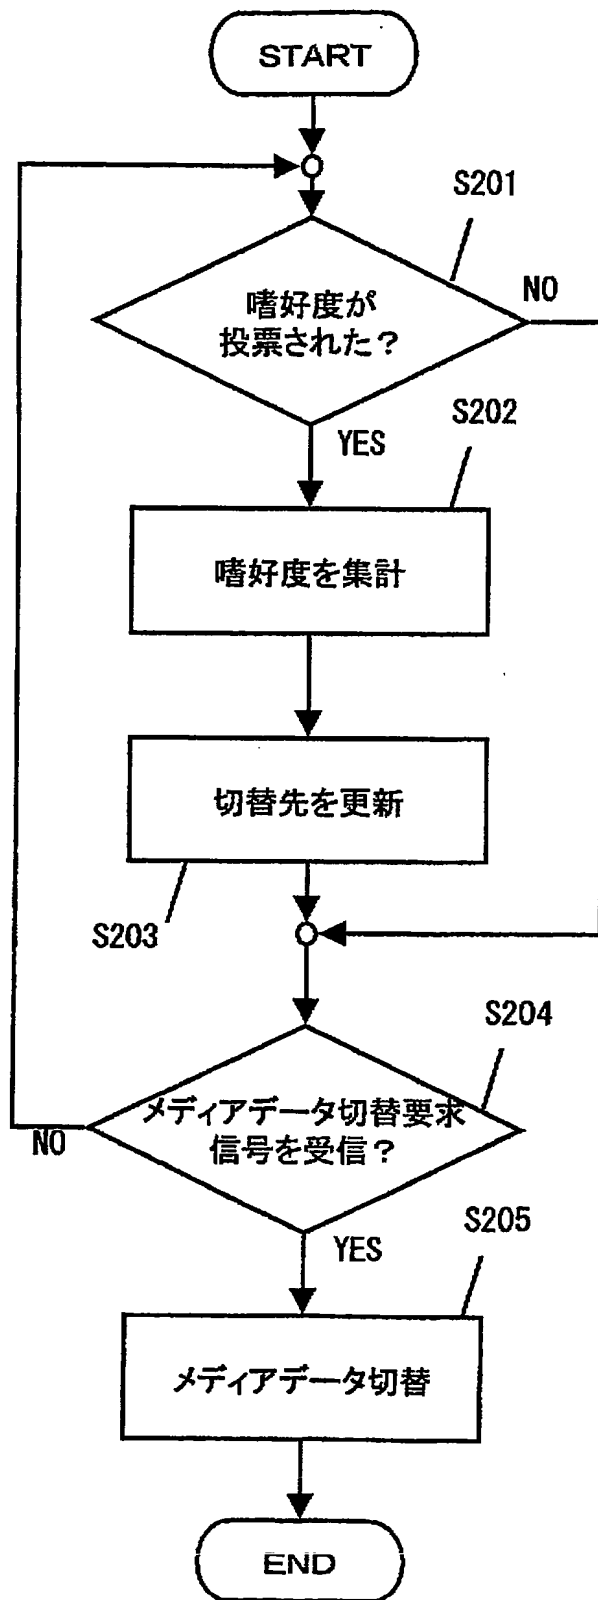 START
S201
NO
嗜好度が
投票された?
S202
YES
嗜好度を集計
切替先を更新
S203
S204
メディアデータ切替要求
信号を受信?
NO
S205
YES
メディアデータ切替
END